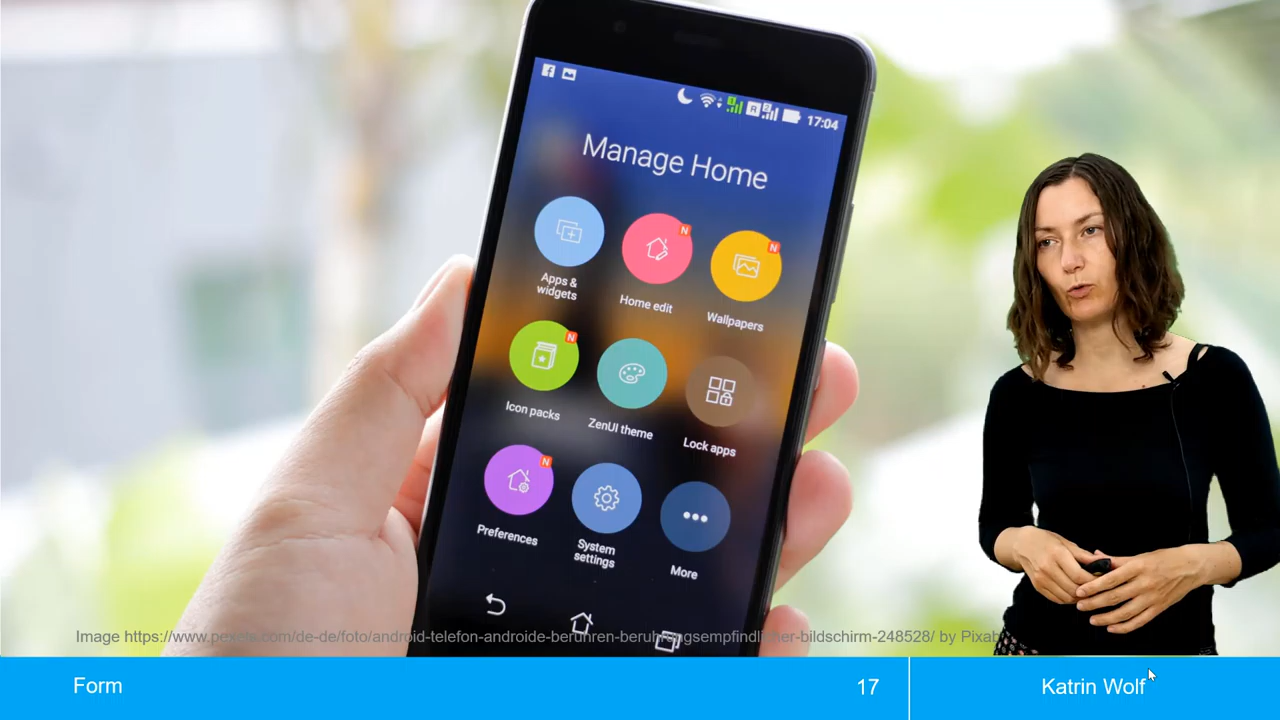 17:04
Manage Home
N
N
Apps &
widgets
Home edit
Wallpapers
N
Icon packs
ZenUI theme
Lock apps
N
Preferences
System
settings
More
Image https://www.pexels.com/de-de/foto/android-telefon-androide-beruhren-beruhrungsempfindlicher-bildschirm-248528/ by
Form
17
Katrin Wolf